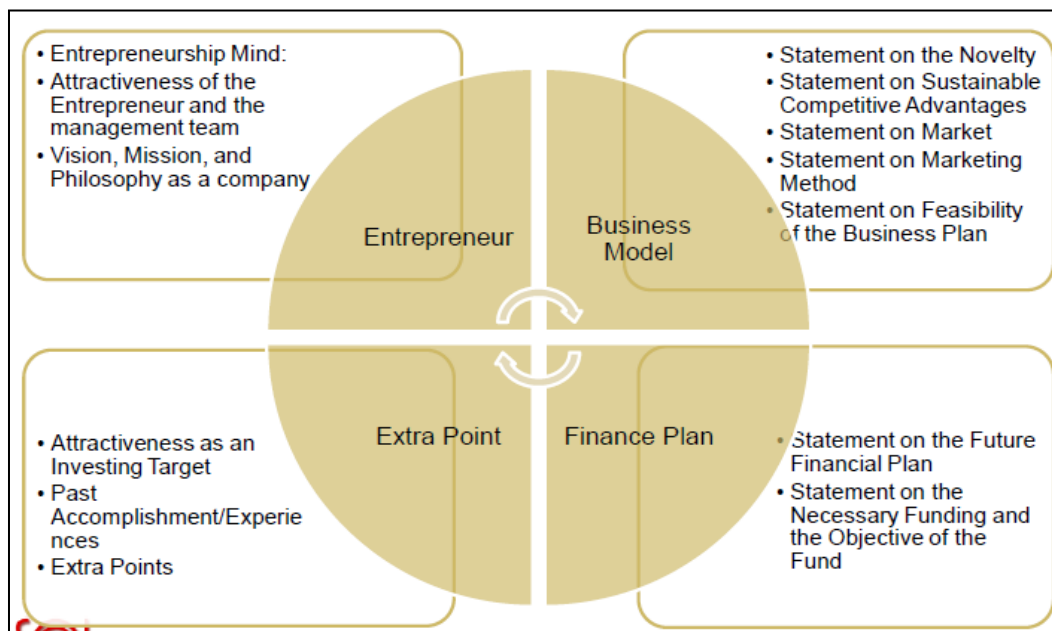 • Entrepreneurship Mind:
• Attractiveness of the
Entrepreneur and the
management team
• Vision, Mission, and
Philosophy as a company
• Statement on the Novelty
• Statement on Sustainable
Competitive Advantages
• Statement on Market
• Statement on Marketing
Method
• Statement on Feasibility
of the Business Plan
Entrepreneur
Business
Model
Extra Point
Finance Plan
• Attractiveness as an
Investing Target
• Past
Accomplishment/Experie
nces
• Extra Points
• Statement on the Future
Financial Plan
• Statement on the
Necessary Funding and
the Objective of the
Fund